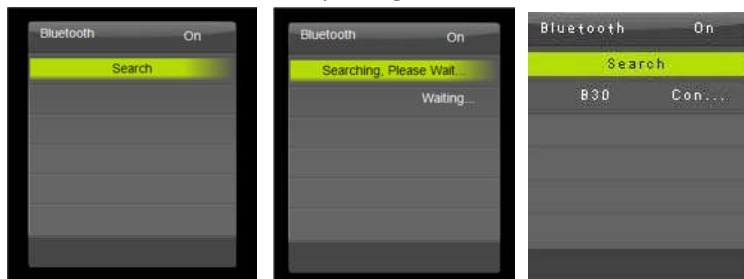 Bluetooth On
Search
Bluetooth On
Searching, Please Wait...
Waiting...
Bluetooth On
Search
B30 Con...